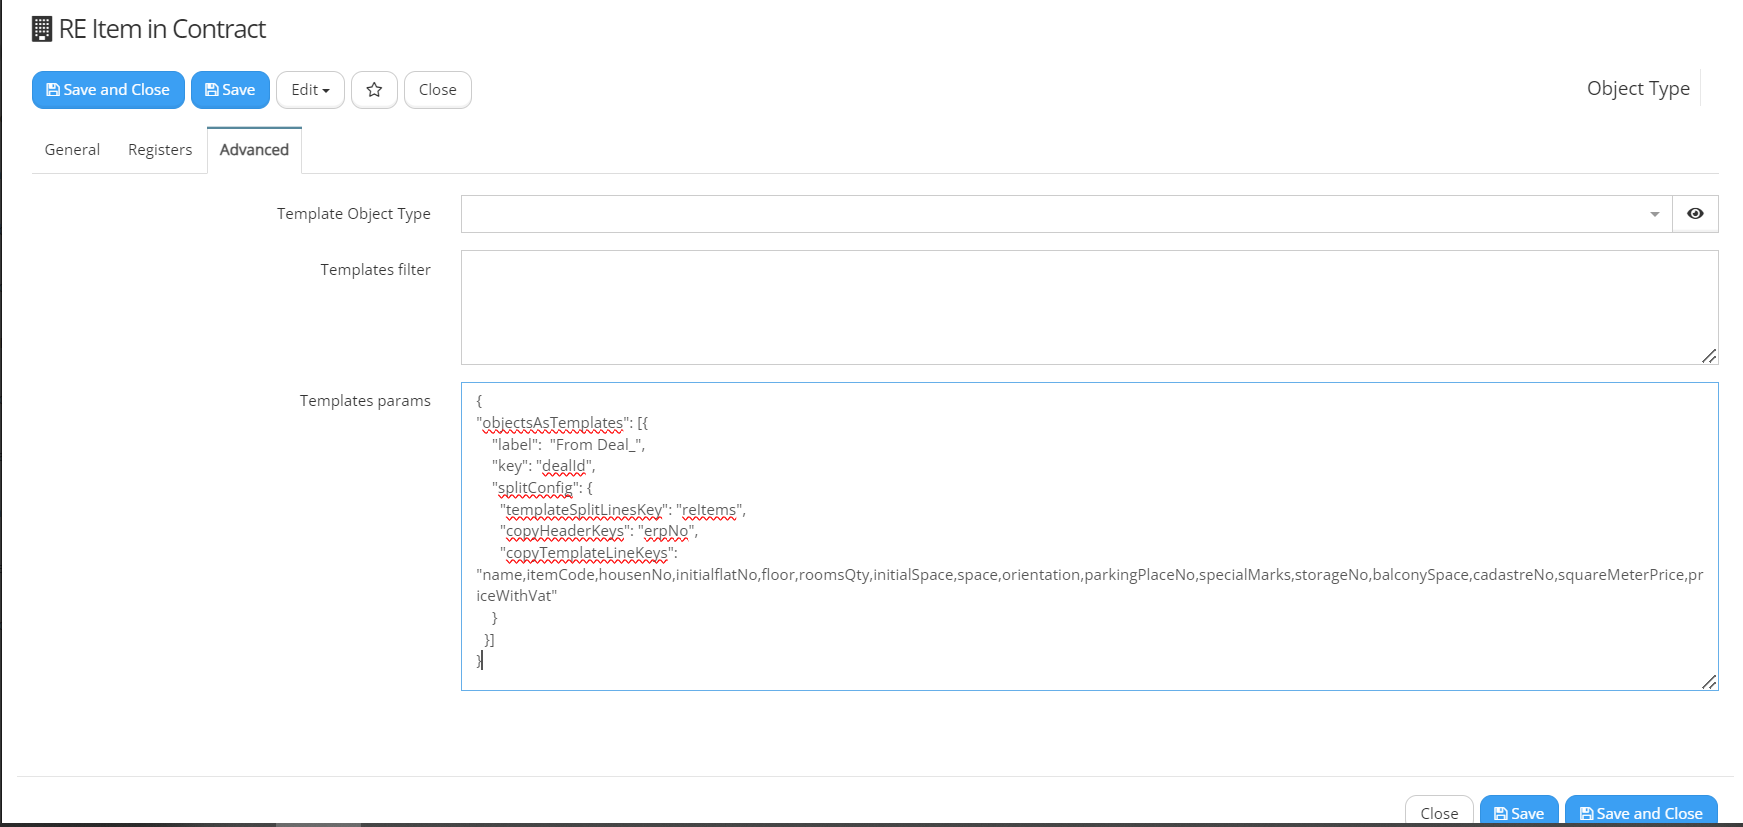 RE Item in Contract
Save and Close Save Edit Close Object Type
General Registers Advanced
Template Object Type
Templates filter
Templates params
{
"objectsAsTemplates": [{
"label":  "From Deal_",
"key": "dealId",
"splitConfig": {
"templateSplitLinesKey": "reItems",
"copyHeaderKeys": "erpNo",
"copyTemplateLineKeys":
"name,itemCode,housenNo,initialflatNo,floor,roomsQty,initialSpace,space,orientation,parkingPlaceNo,specialMarks,storageNo,balconySpace,cadastreNo,squareMeterPrice,pr
iceWithVat"
}
}]
}
Close Save Save and Close